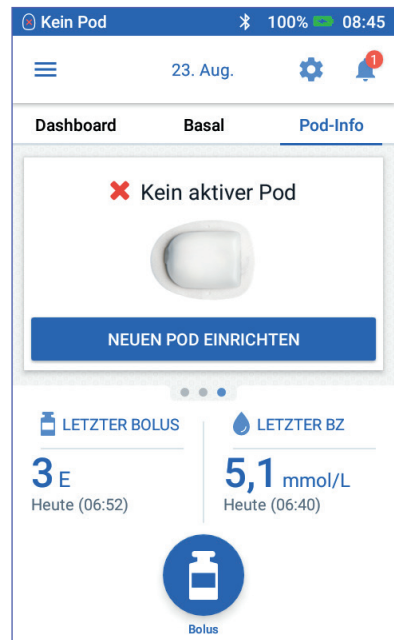 Kein Pod 100% 08:45
23. Aug. 1
Dashboard Basal Pod-Info
Kein aktiver Pod
NEUEN POD EINRICHTEN
LETZTER BOLUS LETZTER BZ
3 E 5,1 mmol/L
Heute (06:52) Heute (06:40)
Bolus